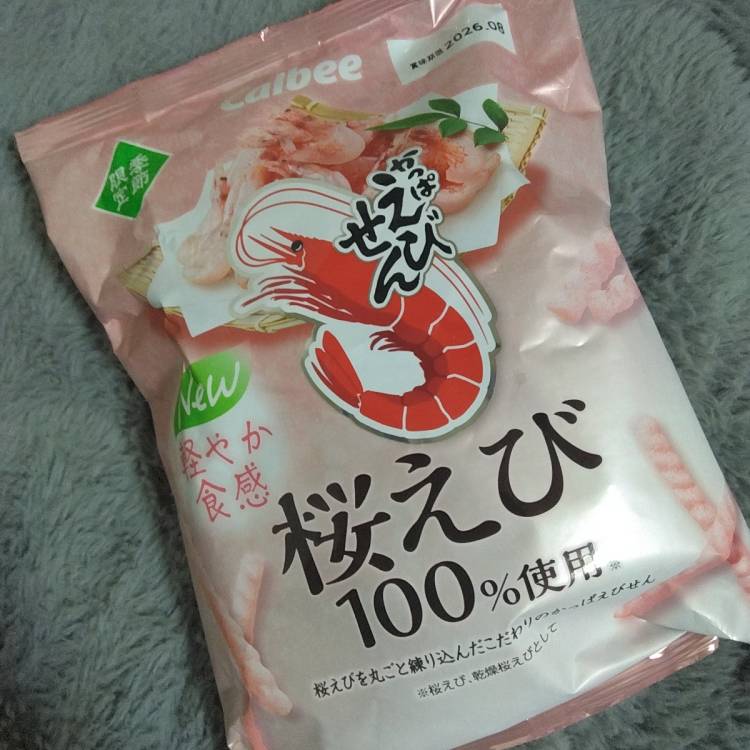 Calbee
賞味期限 2026.08
季節
限定
かっぱ
えび
せん
New
軽やか
食感
桜えび
100%使用※
桜えびを丸ごと練り込んだこだわりのかっぱえびせん
※桜えび、乾燥桜えびとして